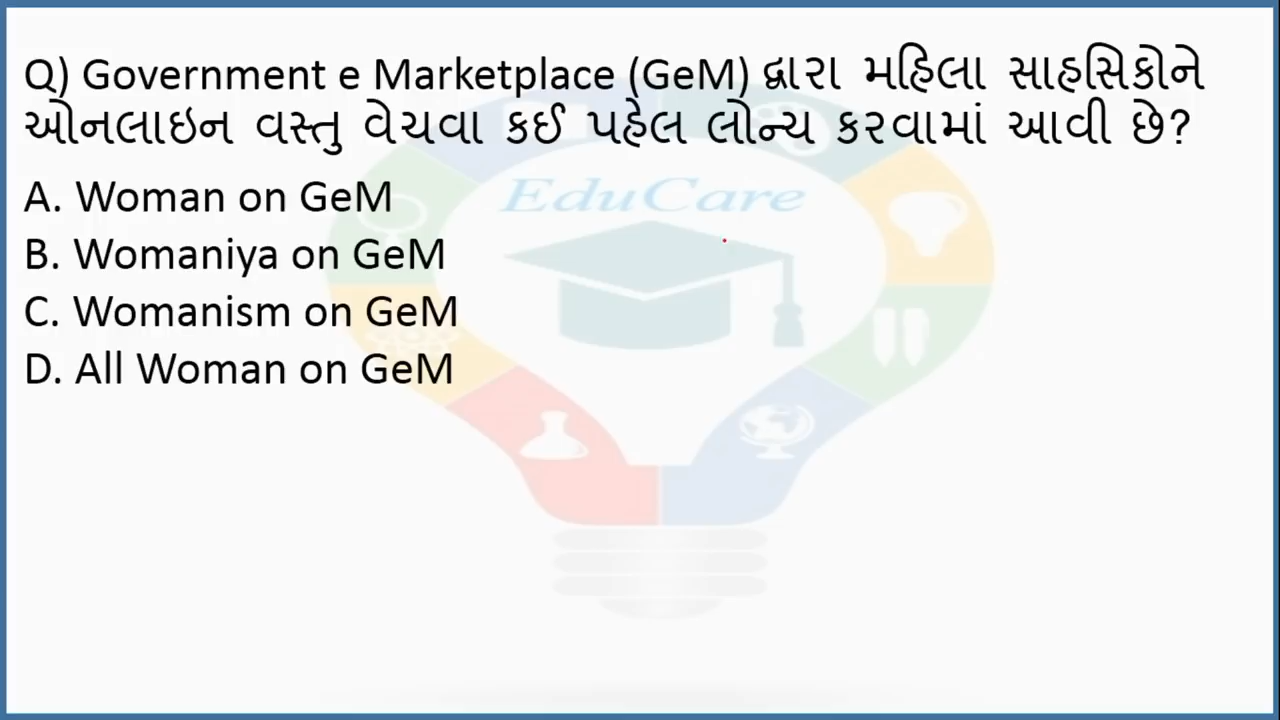 Q) Government e Marketplace (GeM) દ્વારા મહિલા સાહસિકોને
ઓનલાઇન વસ્તુ વેચવા કઈ પહેલ લોન્ચ કરવામાં આવી છે?
EduCare
A. Woman on GeM
B. Womaniya on GeM
C. Womanism on GeM
D. All Woman on GeM